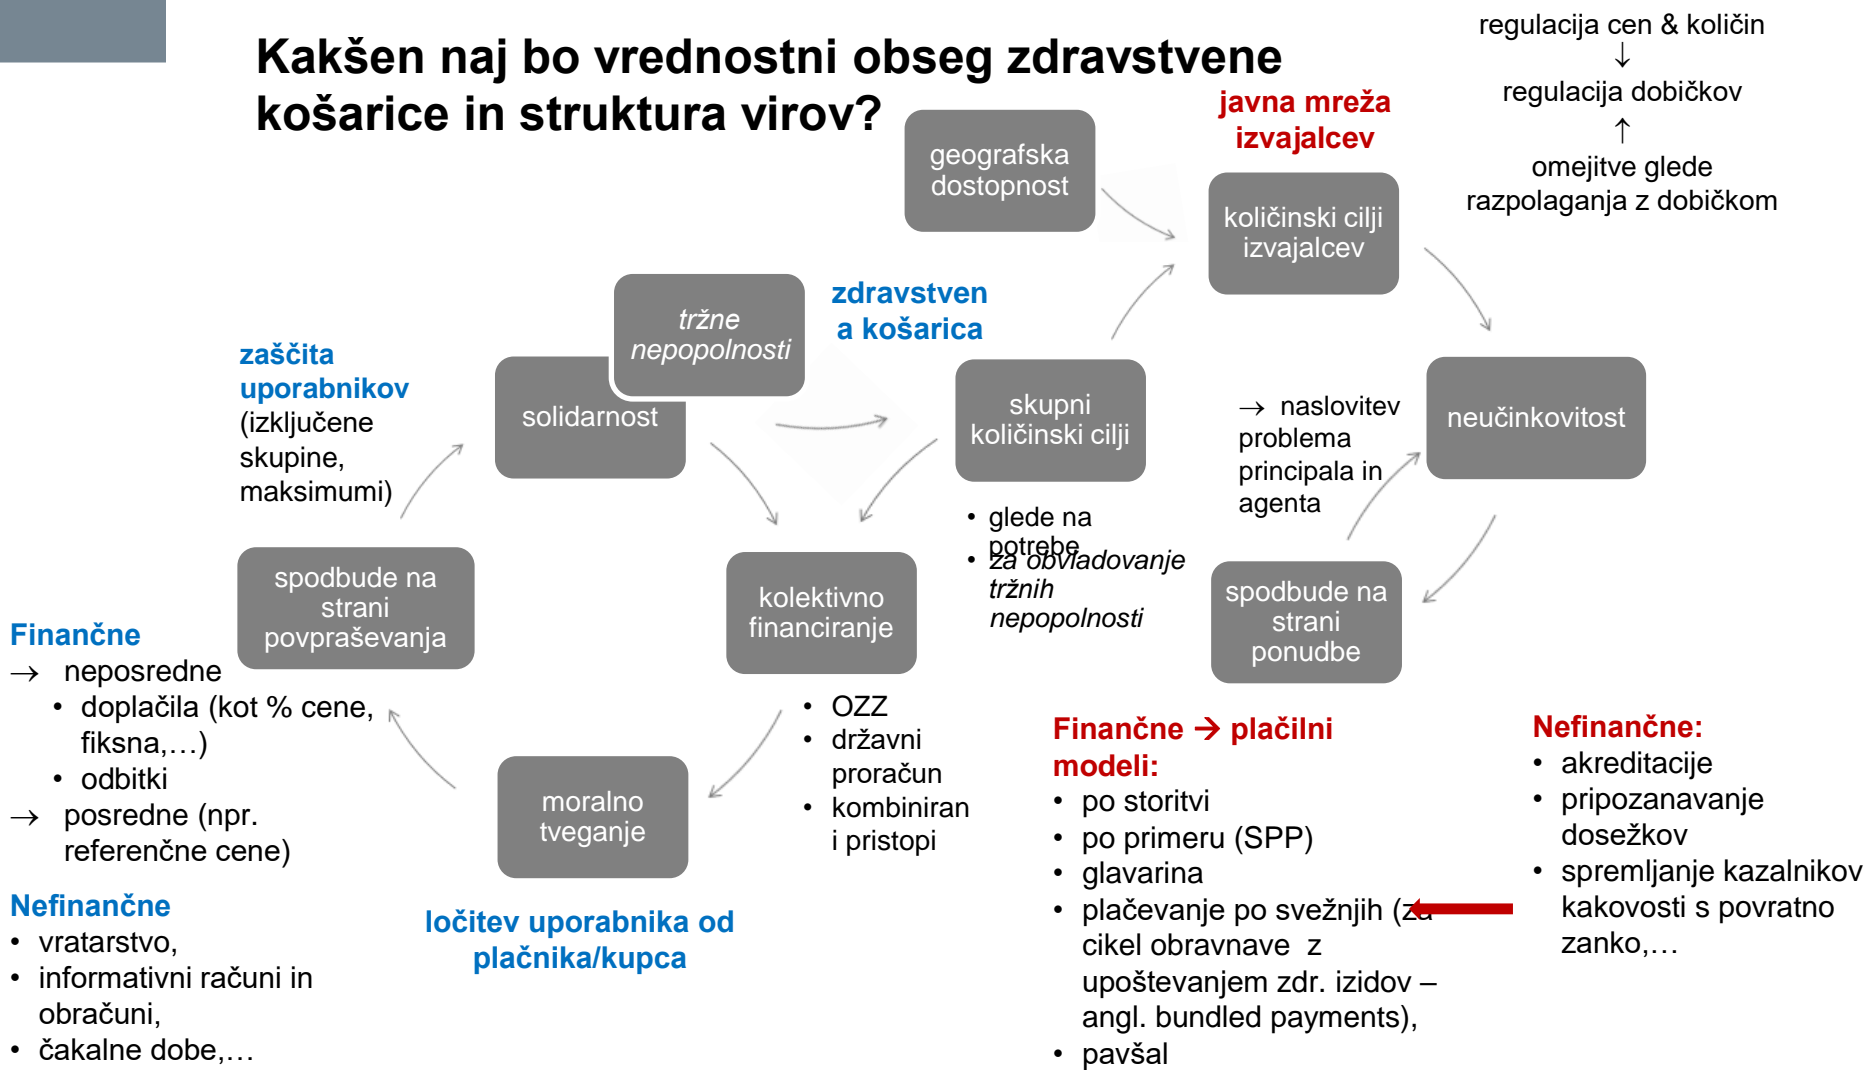 Kakšen naj bo vrednostni obseg zdravstvene
košarice in struktura virov?
regulacija cen & količin
↓
regulacija dobičkov
↑
omejitve glede
razpolaganja z dobičkom
javna mreža
izvajalcev
geografska
dostopnost
količinski cilji
izvajalcev
tržne
nepopolnosti
zdravstven
a košarica
zaščita
uporabnikov
(izključene
skupine,
maksimumi)
solidarnost
skupni
količinski cilji
→ naslovitev
problema
principala in
agenta
neučinkovitost
• glede na
potrebe
• za obvladovanje
tržnih
nepopolnosti
spodbude na
strani
povpraševanja
kolektivno
financiranje
spodbude na
strani
ponudbe
Finančne
→ neposredne
• doplačila (kot % cene,
fiksna,…)
• odbitki
→ posredne (npr.
referenčne cene)
Nefinančne
• vratarstvo,
• informativni računi in
obračuni,
• čakalne dobe,…
moralno
tveganje
ločitev uporabnika od
plačnika/kupca
• OZZ
• državni
proračun
• kombiniran
i pristopi
Finančne → plačilni
modeli:
• po storitvi
• po primeru (SPP)
• glavarina
• plačevanje po svežnjih (za
cikel obravnave z
upoštevanjem zdr. izidov –
angl. bundled payments),
• pavšal
Nefinančne:
• akreditacije
• pripozanavanje
dosežkov
• spremljanje kazalnikov
kakovosti s povratno
zanko,…